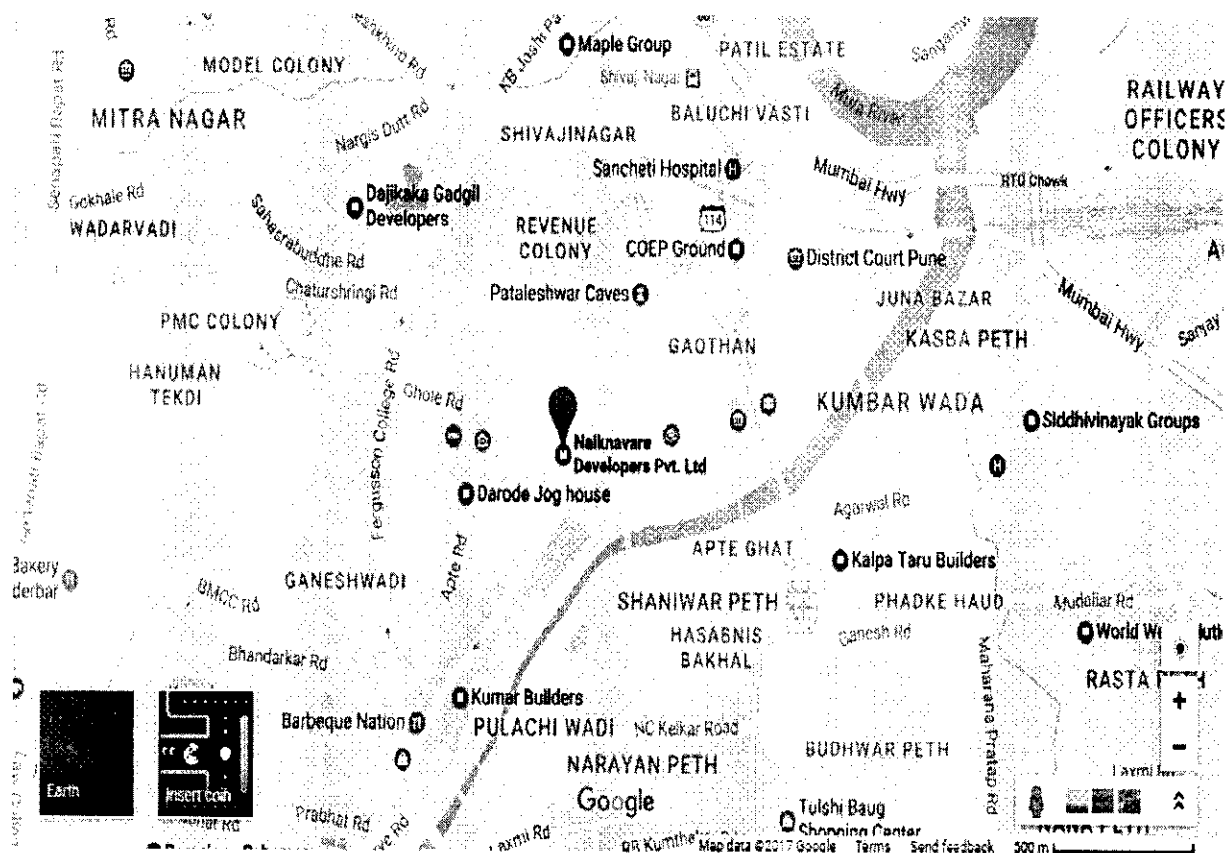 Maple Group
PATIL ESTATE
MODEL COLONY
KB Joshi
Shivaji Nagar
RAILWAY
OFFICERS
COLONY
MITRA NAGAR
Nargis Dutt Rd
BALUCHI VASTI
Mula River
SHIVAJINAGAR
Sancheti Hospital
Mumbai Hwy
RTO Chowk
Gokhale Rd
Dajikaka Gadgil
Developers
WADARVADI
Sahasrabuddhe Rd
REVENUE
COLONY
114
COEP Ground
District Court Pune
Chaturshringi Rd
Pataleshwar Caves
JUNA BAZAR
Mumbai Hwy
Sanjay
PMC COLONY
GAOTHAN
KASBA PETH
HANUMAN
TEKDI
Fergusson College Rd
Ghole Rd
KUMBAR WADA
Siddhivinayak Groups
Naiknavare
Developers Pvt. Ltd
Darode Jog house
Agarwal Rd
APTE GHAT
Kalpa Taru Builders
Bakery
derbar
BMCC Rd
GANESHWADI
Apte Rd
SHANIWAR PETH
PHADKE HAUD
Mudaliar Rd
HASABNIS
BAKHAL
Ganesh Rd
World W
Bhandarkar Rd
Maharana Pratap Rd
RASTA
Kumar Builders
Barbeque Nation
PULACHI WADI
NC Kelkar Road
BUDHWAR PETH
NARAYAN PETH
Earth
Insert coin
Google
Prabhat Rd
Laxmi Rd
Tulshi Baug
Shopping Center
Map data ©2017 Google Terms Send feedback 500 m